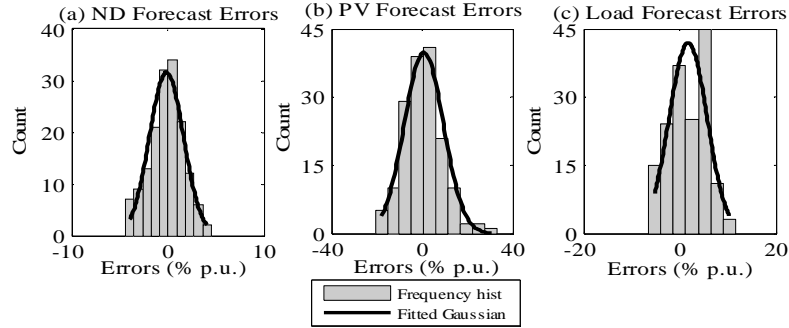 (a) ND Forecast Errors
40
30
20
10
0
Count
-10
0
10
Errors (% p.u.)
(b) PV Forecast Errors
45
30
15
0
Count
-40
0
40
Errors (% p.u.)
(c) Load Forecast Errors
45
30
15
0
Count
-20
0
20
Errors (% p.u.)
Frequency hist
Fitted Gaussian